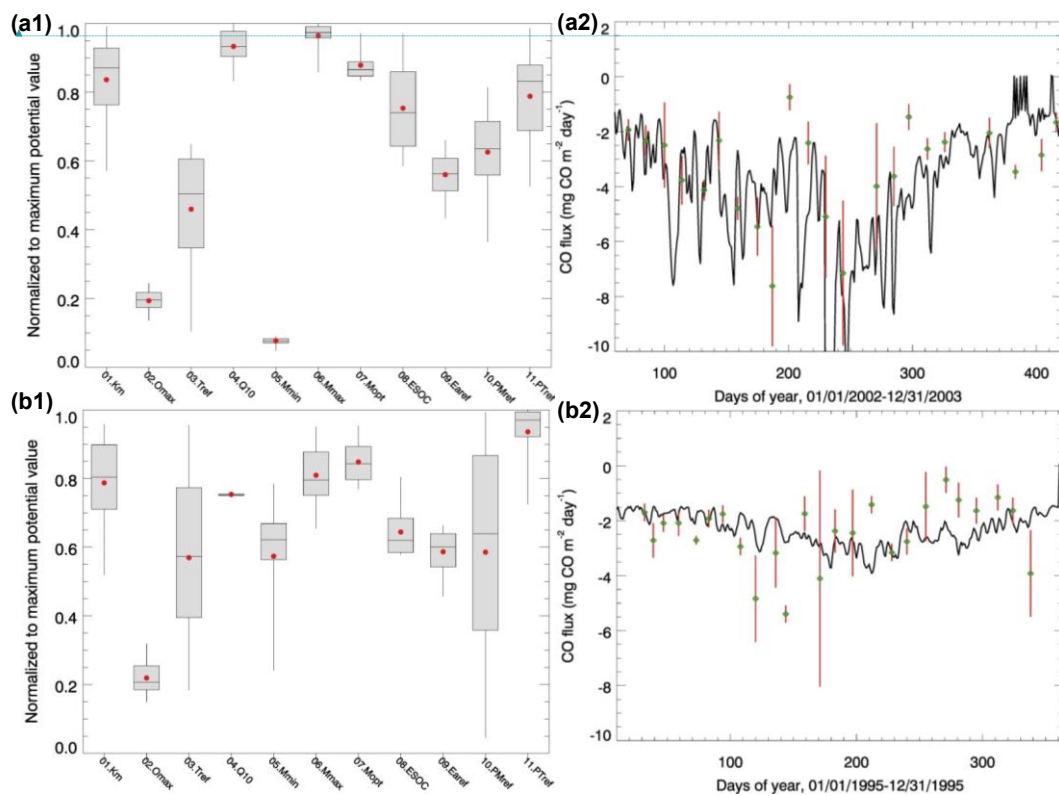 (a1)
Normalized to maximum potential value
1.0
0.8
0.6
0.4
0.2
0.0
01.Km
02.Omax
03.Tref
04.Q10
05.Mmin
06.Mmax
07.Mopt
08.ESOC
09.Earef
10.PMref
11.PTref
(a2)
CO flux (mg CO m-2 day-1)
2
0
-2
-4
-6
-8
-10
100 200 300 400
Days of year, 01/01/2002-12/31/2003
(b1)
Normalized to maximum potential value
1.0
0.8
0.6
0.4
0.2
0.0
01.Km
02.Omax
03.Tref
04.Q10
05.Mmin
06.Mmax
07.Mopt
08.ESOC
09.Earef
10.PMref
11.PTref
(b2)
CO flux (mg CO m-2 day-1)
2
0
-2
-4
-6
-8
-10
100 200 300
Days of year, 01/01/1995-12/31/1995